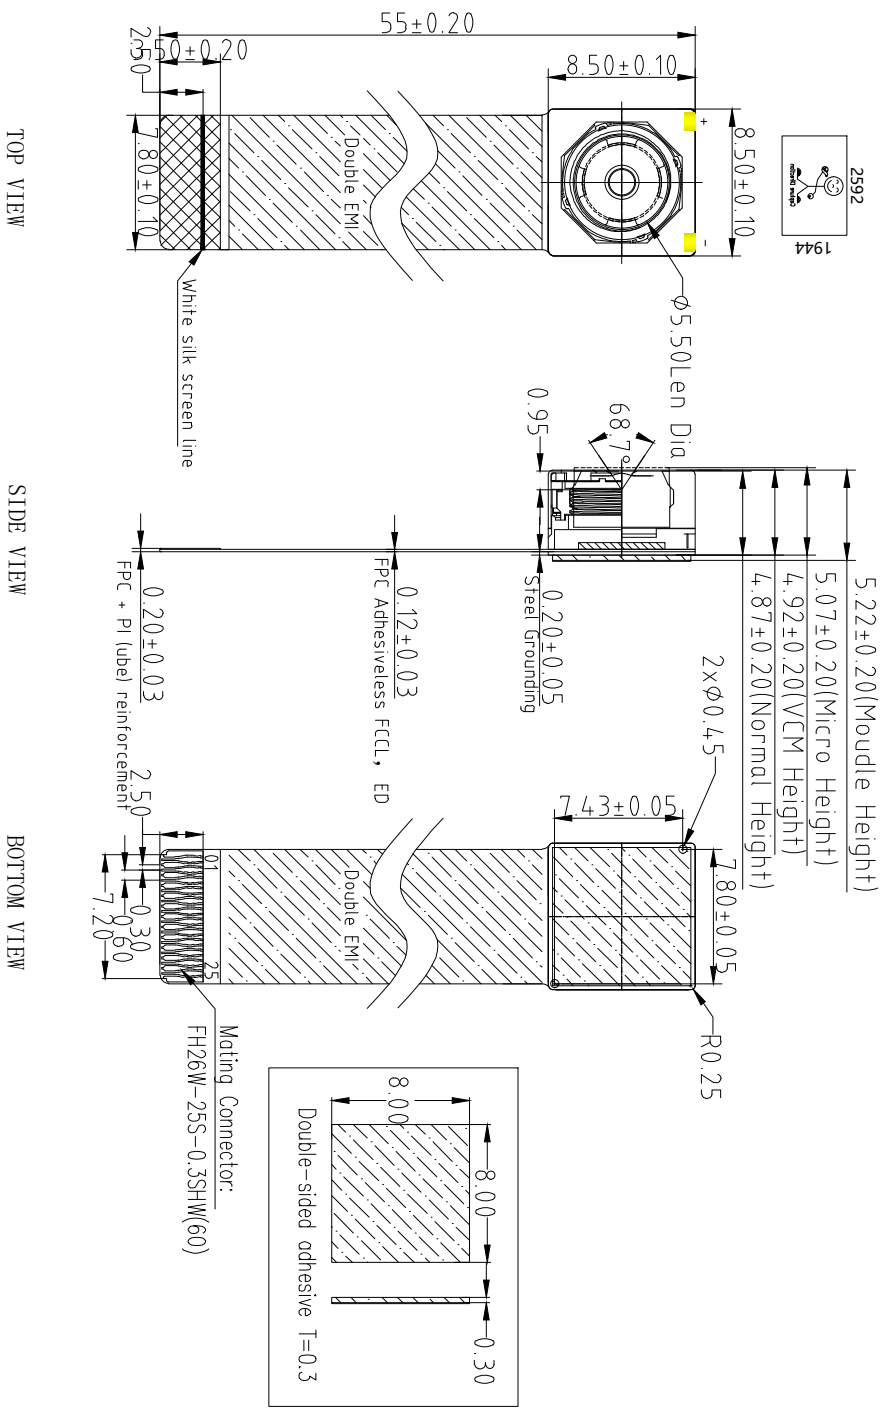 TOP VIEW
55±0.20
3.50±0.20
2.50
7.80±0.10
8.50±0.10
8.50±0.10
Double EMI
+
-
2592
1944
Capture Direction
White silk screen line
Ø5.50Len Dia
SIDE VIEW
0.95
68.7°
5.22±0.20(Moudle Height)
5.07±0.20(Micro Height)
4.92±0.20(VCM Height)
4.87±0.20(Normal Height)
0.20±0.05
Steel Grounding
0.12±0.03
FPC Adhesiveless FCCL, ED
0.20±0.03
FPC + PI (ube) reinforcement
BOTTOM VIEW
2.50
01
25
0.30
0.60
7.20
Double EMI
7.43±0.05
2xØ0.45
7.80±0.05
R0.25
Mating Connector:
FH26W-25S-0.3SHW(60)
8.00
8.00
0.30
Double-sided adhesive T=0.3